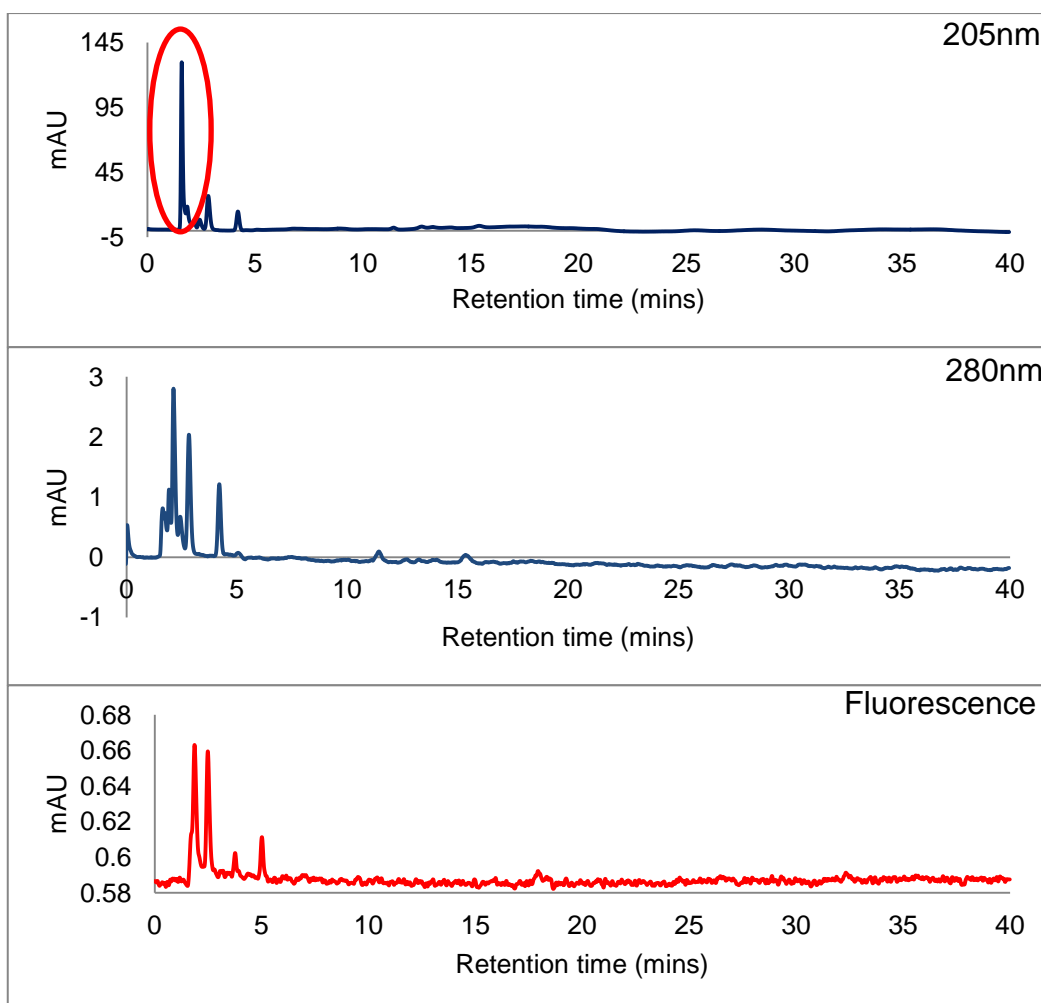 205nm
145
95
45
-5
mAU
0 5 10 15 20 25 30 35 40
Retention time (mins)
280nm
3
2
1
0
-1
mAU
0 5 10 15 20 25 30 35 40
Retention time (mins)
Fluorescence
0.68
0.66
0.64
0.62
0.6
0.58
mAU
0 5 10 15 20 25 30 35 40
Retention time (mins)